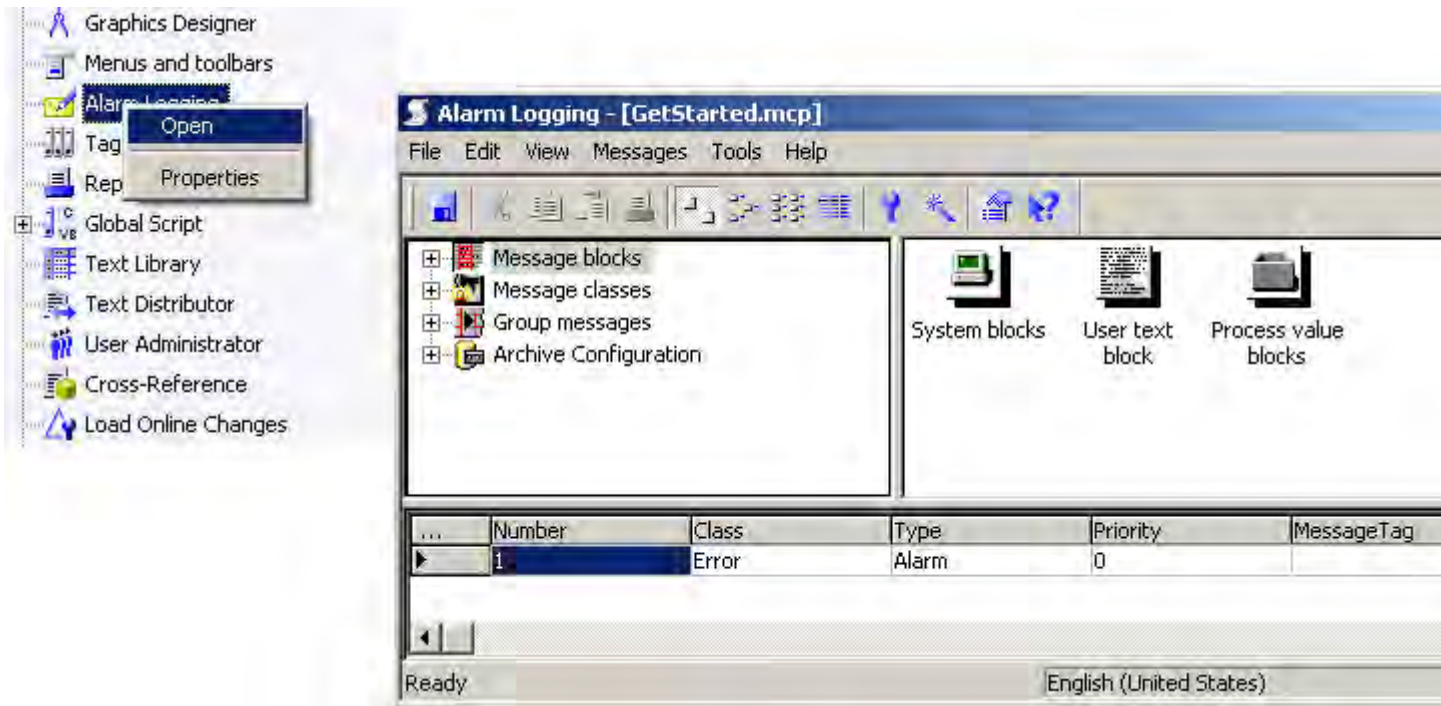 Graphics Designer
Menus and toolbars
Alarm Logging
Open
Tag
Properties
Rep
Global Script
Text Library
Text Distributor
User Administrator
Cross-Reference
Load Online Changes
Alarm Logging - [GetStarted.mcp]
File Edit View Messages Tools Help
Message blocks
Message classes
Group messages
Archive Configuration
System blocks
User text
block
Process value
blocks
... Number Class Type Priority MessageTag
1 Error Alarm 0
Ready English (United States)